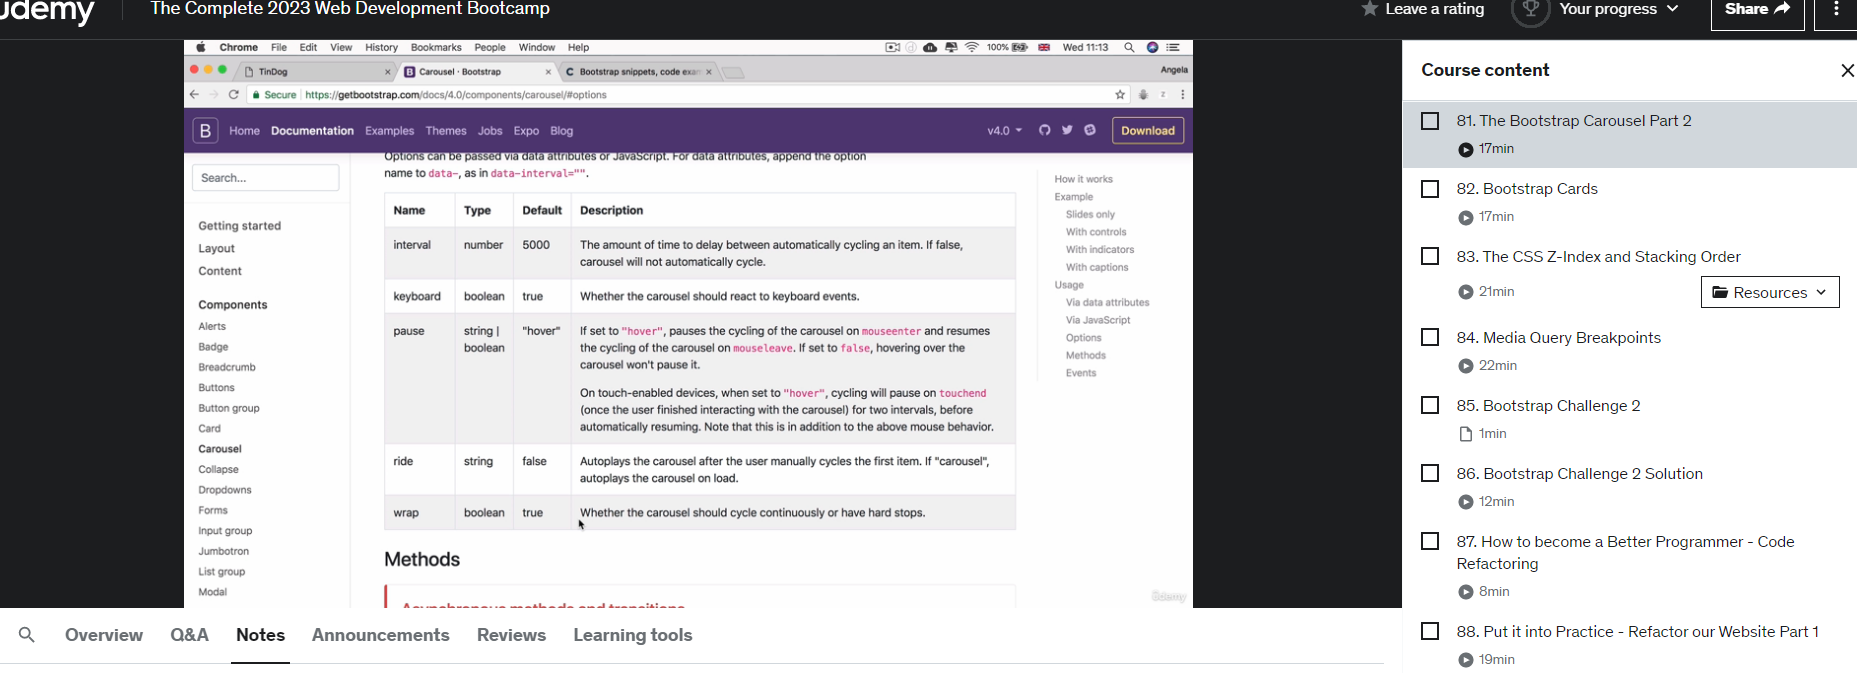 udemy
The Complete 2023 Web Development Bootcamp
Leave a rating
Your progress
Share
Chrome File Edit View History Bookmarks People Window Help
100%
Wed 11:13
TinDog
Carousel · Bootstrap
Bootstrap snippets, code exam
Angela
Secure https://getbootstrap.com/docs/4.0/components/carousel/#options
B Home Documentation Examples Themes Jobs Expo Blog
v4.0
Download
Search...
Getting started
Layout
Content
Components
Alerts
Badge
Breadcrumb
Buttons
Button group
Card
Carousel
Collapse
Dropdowns
Forms
Input group
Jumbotron
List group
Modal
Options can be passed via data attributes or JavaScript. For data attributes, append the option
name to data-, as in data-interval="".
Name Type Default Description
interval number 5000 The amount of time to delay between automatically cycling an item. If false,
carousel will not automatically cycle.
keyboard boolean true Whether the carousel should react to keyboard events.
pause string | "hover" If set to "hover", pauses the cycling of the carousel on mouseenter and resumes
boolean the cycling of the carousel on mouseleave. If set to false, hovering over the
carousel won't pause it.
On touch-enabled devices, when set to "hover", cycling will pause on touchend
(once the user finished interacting with the carousel) for two intervals, before
automatically resuming. Note that this is in addition to the above mouse behavior.
ride string false Autoplays the carousel after the user manually cycles the first item. If "carousel",
autoplays the carousel on load.
wrap boolean true Whether the carousel should cycle continuously or have hard stops.
Methods
Asynchronous methods and transitions
How it works
Example
Slides only
With controls
With indicators
With captions
Usage
Via data attributes
Via JavaScript
Options
Methods
Events
ûdemy
Overview Q&A Notes Announcements Reviews Learning tools
Course content
81. The Bootstrap Carousel Part 2
17min
82. Bootstrap Cards
17min
83. The CSS Z-Index and Stacking Order
21min
Resources
84. Media Query Breakpoints
22min
85. Bootstrap Challenge 2
1min
86. Bootstrap Challenge 2 Solution
12min
87. How to become a Better Programmer - Code
Refactoring
8min
88. Put it into Practice - Refactor our Website Part 1
19min